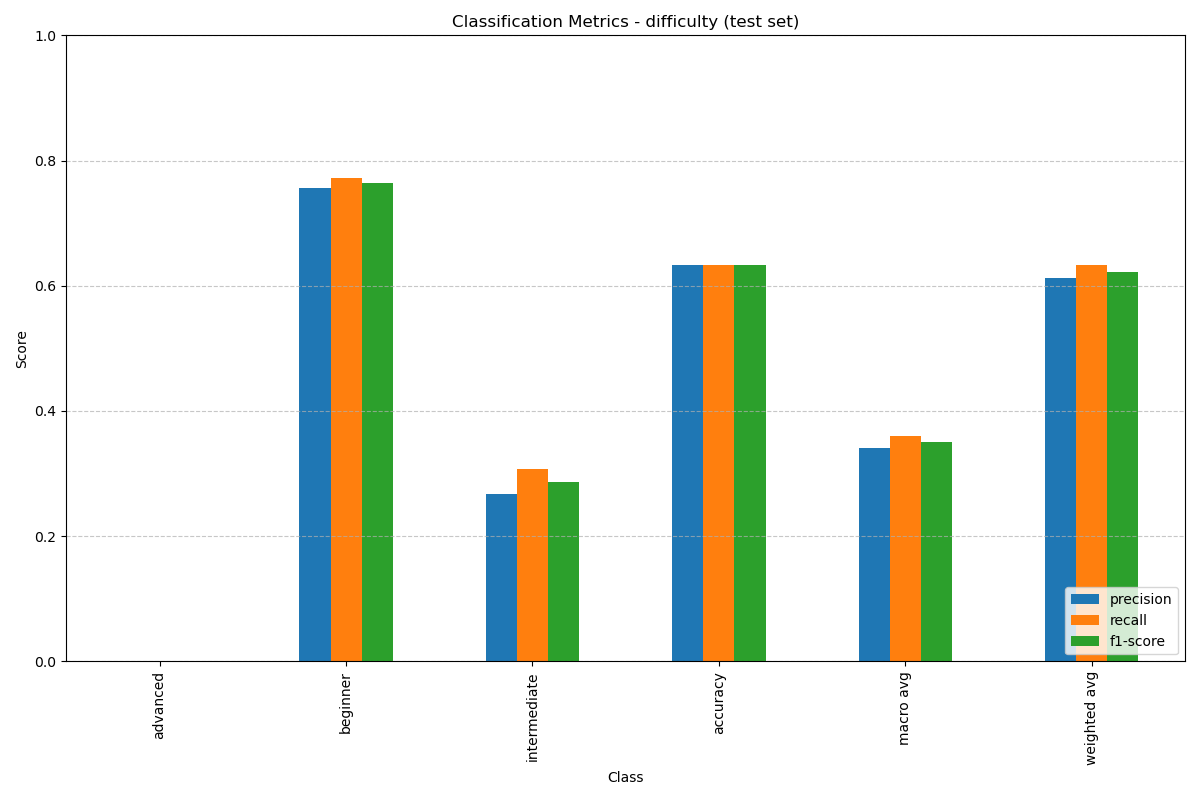 Classification Metrics - difficulty (test set)
1.0
0.8
0.6
0.4
0.2
0.0
Score
advanced
beginner
intermediate
accuracy
macro avg
weighted avg
Class
precision
recall
f1-score